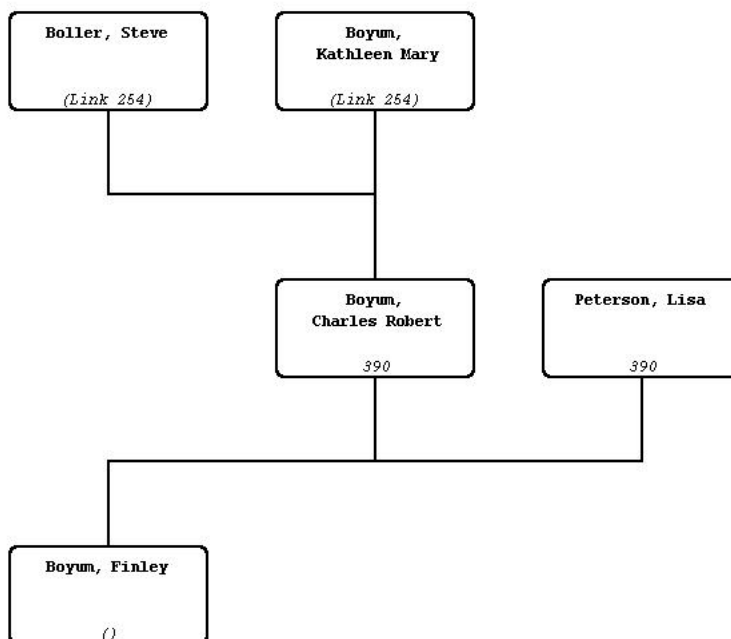 Boller, Steve
(Link 254)
Boyum,
Kathleen Mary
(Link 254)
Boyum,
Charles Robert
390
Peterson, Lisa
390
Boyum, Finley
()